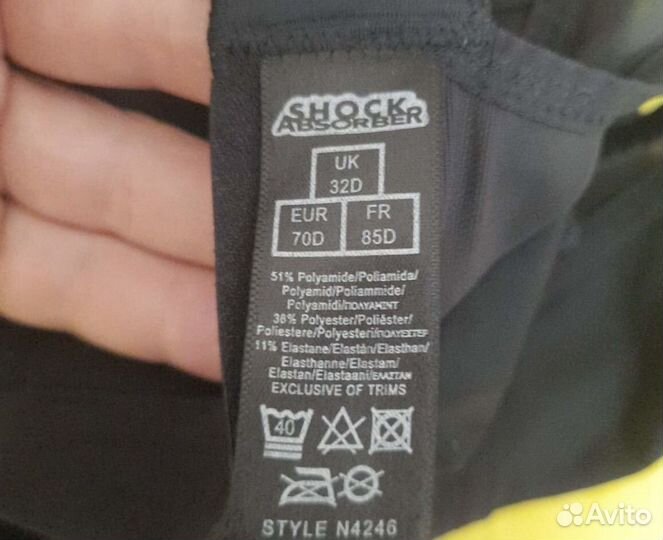 SHOCK
ABSORBER
UK
32D
EUR
70D
FR
85D
51% Polyamide/Poliamida/
Polyamid/Poliammide/
Polyamidi/ΠΟΛΥΑΜΙΝΤ
38% Polyester/Poliéster/
Poliestere/Polyesteri/ΠΟΛΥΕΣΤΕΡ
11% Elastane/Elastán/Elasthan/
Elasthanne/Elastam/
Elastan/Elastaani/ΕΛΑΣΤΑΝ
EXCLUSIVE OF TRIMS
40
STYLE N4246
Avito